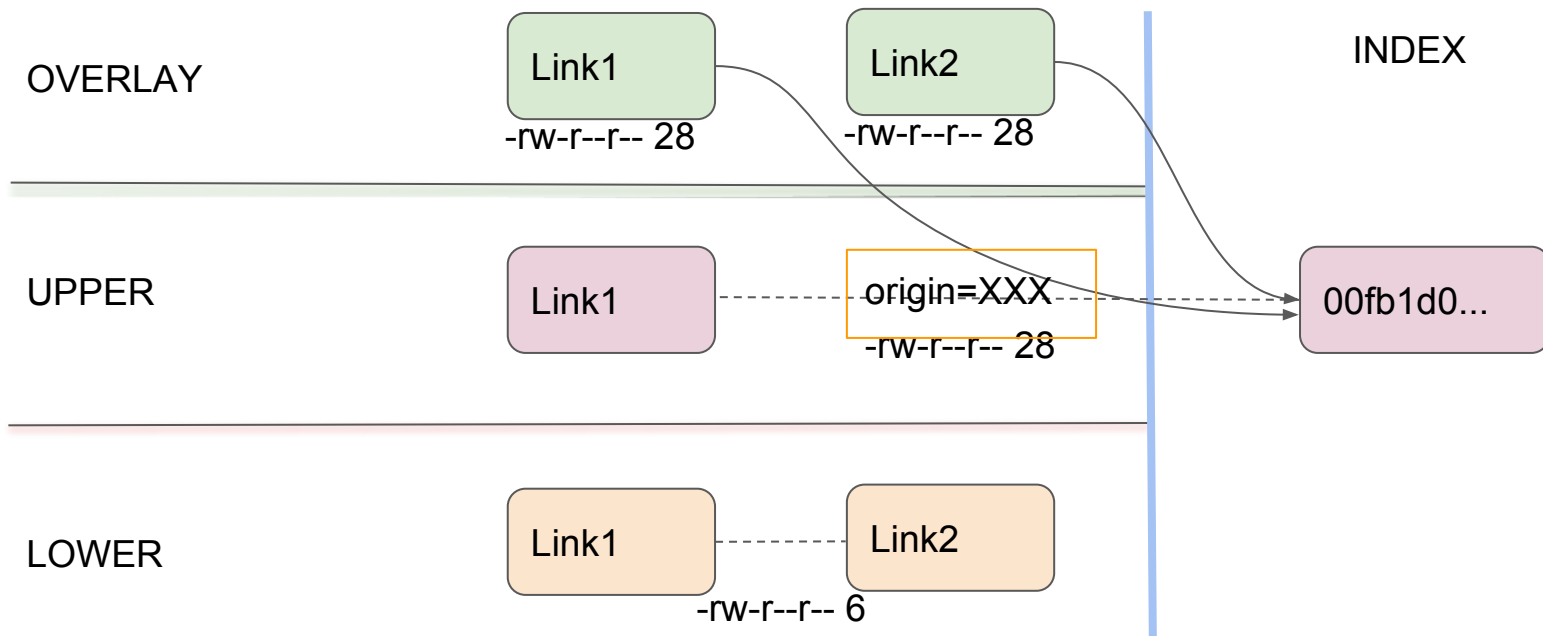 OVERLAY
Link1
Link2
INDEX
-rw-r--r-- 28
-rw-r--r-- 28
UPPER
Link1
origin=XXX
-rw-r--r-- 28
00fb1d0...
LOWER
Link1
Link2
-rw-r--r-- 6